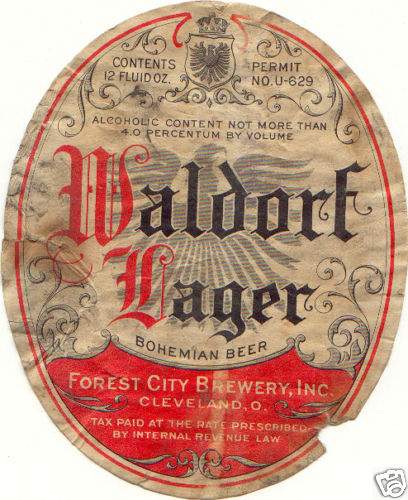 CONTENTS
12 FLUID OZ.
PERMIT
NO. U-629
ALCOHOLIC CONTENT NOT MORE THAN
4.0 PERCENTUM BY VOLUME
Waldorf
Lager
BOHEMIAN BEER
FOREST CITY BREWERY, INC.
CLEVELAND, O.
TAX PAID AT THE RATE PRESCRIBED
BY INTERNAL REVENUE LAW